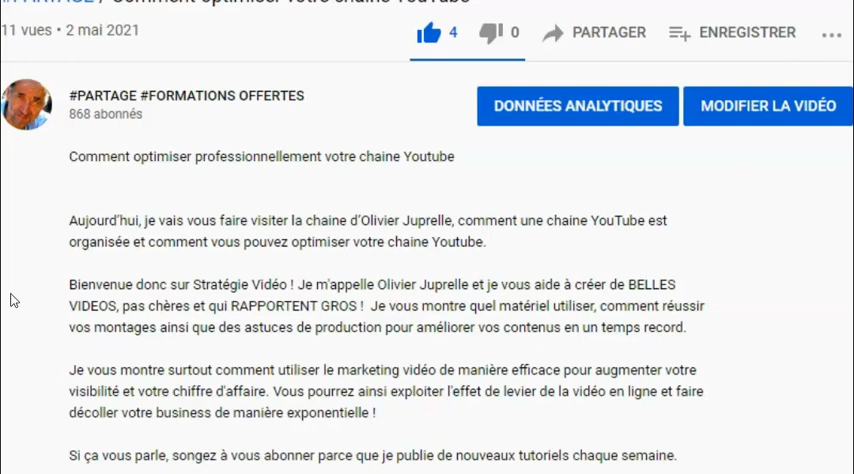 #PARTAGE / Comment optimiser votre chaîne YouTube
11 vues • 2 mai 2021
4
0
PARTAGER
ENREGISTRER
#PARTAGE #FORMATIONS OFFERTES
868 abonnés
DONNÉES ANALYTIQUES
MODIFIER LA VIDÉO
Comment optimiser professionnellement votre chaine Youtube
Aujourd'hui, je vais vous faire visiter la chaine d'Olivier Juprelle, comment une chaine YouTube est
organisée et comment vous pouvez optimiser votre chaine Youtube.
Bienvenue donc sur Stratégie Vidéo ! Je m'appelle Olivier Juprelle et je vous aide à créer de BELLES
VIDEOS, pas chères et qui RAPPORTENT GROS ! Je vous montre quel matériel utiliser, comment réussir
vos montages ainsi que des astuces de production pour améliorer vos contenus en un temps record.
Je vous montre surtout comment utiliser le marketing vidéo de manière efficace pour augmenter votre
visibilité et votre chiffre d'affaire. Vous pourrez ainsi exploiter l'effet de levier de la vidéo en ligne et faire
décoller votre business de manière exponentielle !
Si ça vous parle, songez à vous abonner parce que je publie de nouveaux tutoriels chaque semaine.